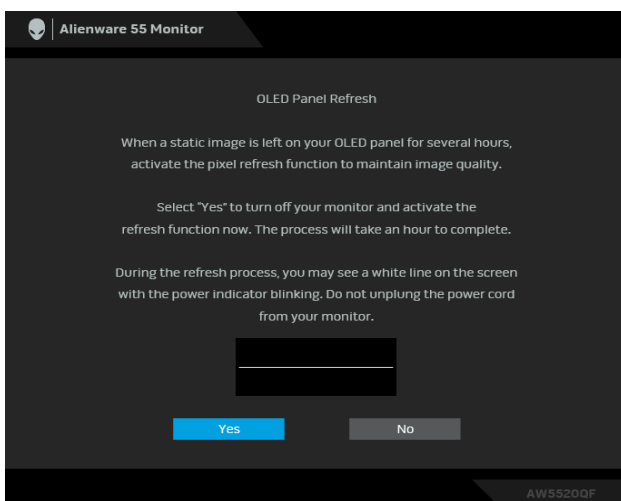 Alienware 55 Monitor
OLED Panel Refresh
When a static image is left on your OLED panel for several hours,
activate the pixel refresh function to maintain image quality.
Select "Yes" to turn off your monitor and activate the
refresh function now. The process will take an hour to complete.
During the refresh process, you may see a white line on the screen
with the power indicator blinking. Do not unplung the power cord
from your monitor.
Yes No
AW5520QF